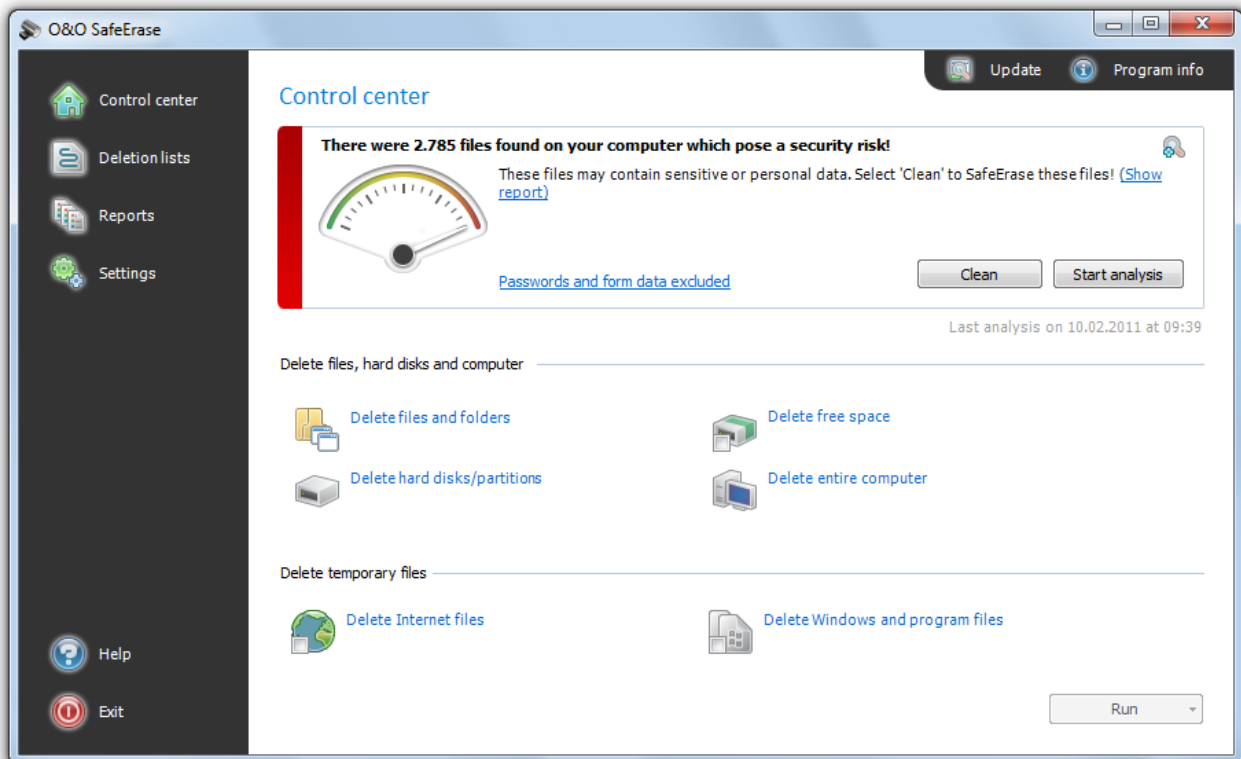 O&O SafeErase
Update
Program info
Control center
Deletion lists
Reports
Settings
Help
Exit
Control center
There were 2.785 files found on your computer which pose a security risk!
These files may contain sensitive or personal data. Select 'Clean' to SafeErase these files! (Show
report)
Passwords and form data excluded
Clean
Start analysis
Last analysis on 10.02.2011 at 09:39
Delete files, hard disks and computer
Delete files and folders
Delete free space
Delete hard disks/partitions
Delete entire computer
Delete temporary files
Delete Internet files
Delete Windows and program files
Run